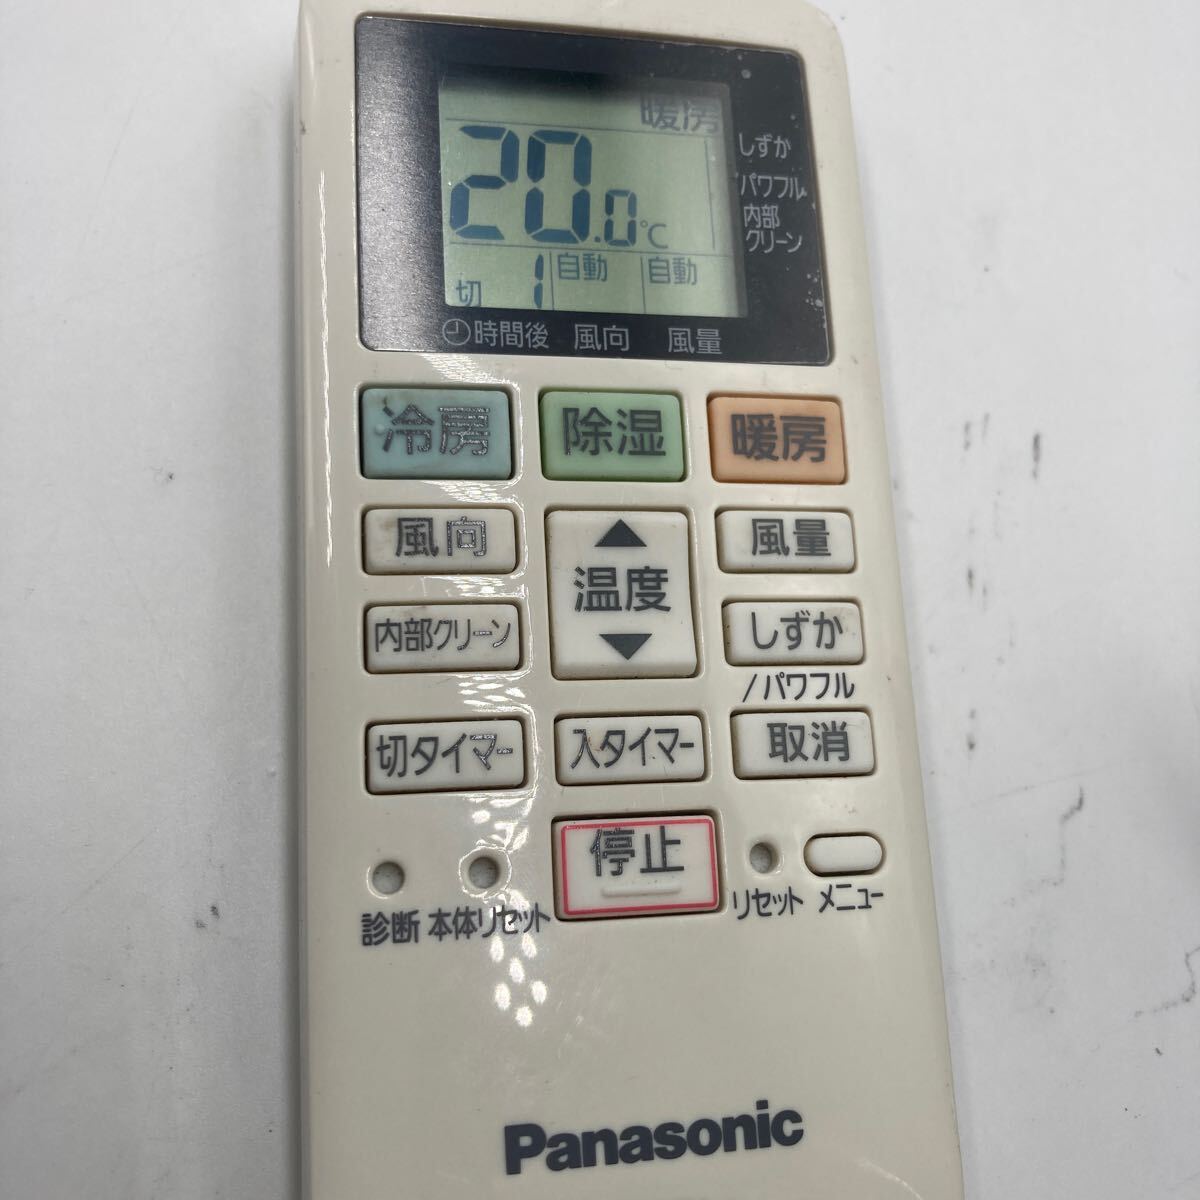 暖房
20.0℃
しずか
パワフル
内部
クリーン
切 1 自動 自動
時間後 風向 風量
冷房 除湿 暖房
風向 温度 風量
内部クリーン しずか
/パワフル
切タイマー 入タイマー 取消
停止
診断 本体リセット リセット メニュー
Panasonic